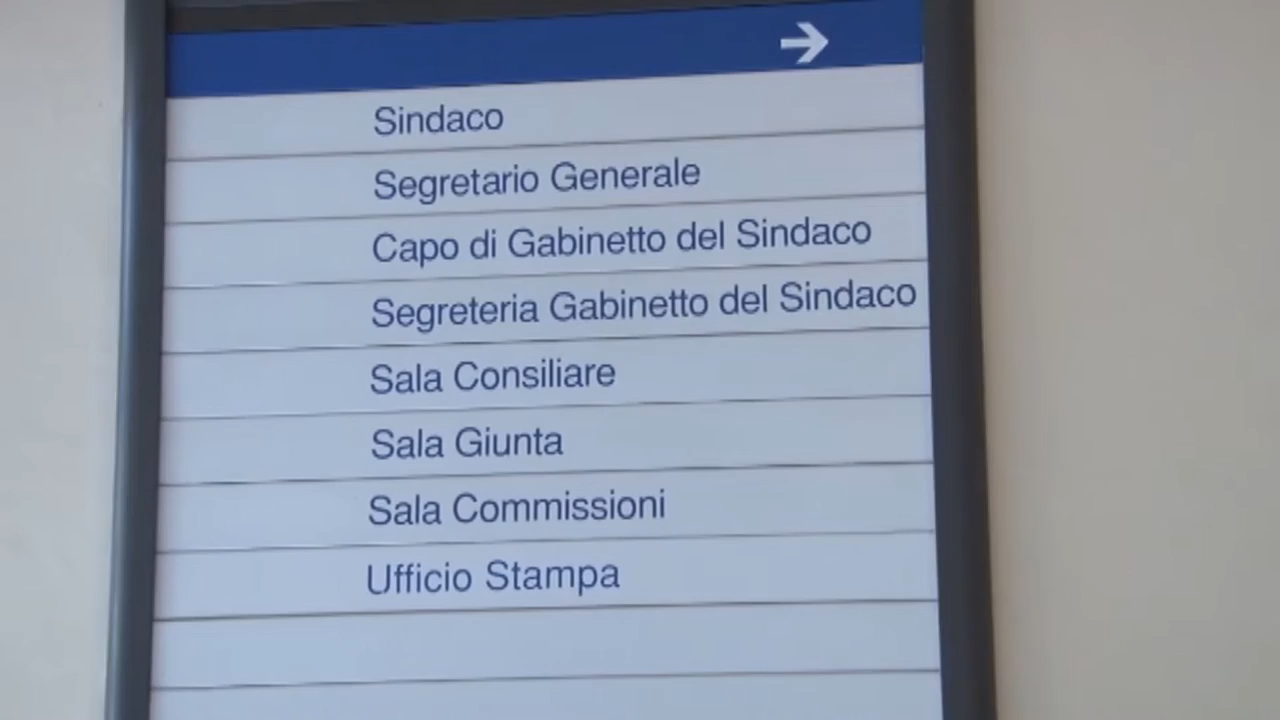 Sindaco
Segretario Generale
Capo di Gabinetto del Sindaco
Segreteria Gabinetto del Sindaco
Sala Consiliare
Sala Giunta
Sala Commissioni
Ufficio Stampa